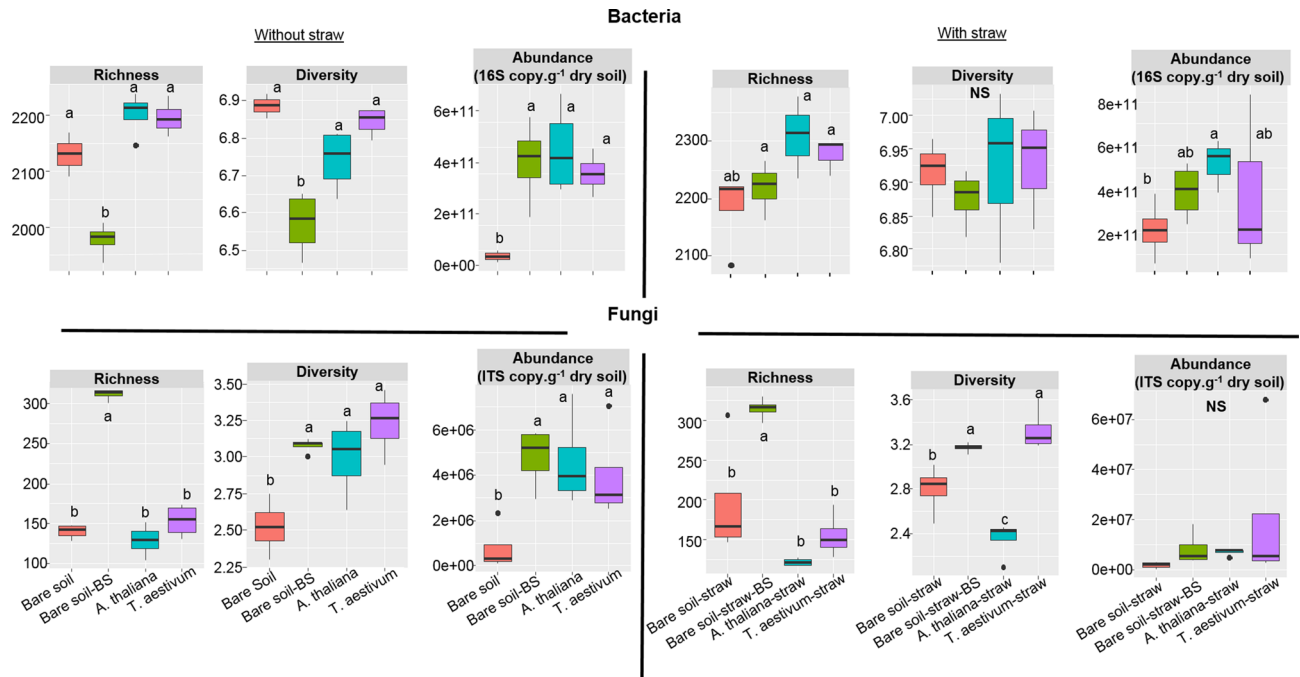 Bacteria
Without straw
With straw
Richness
2200
2100
2000
a
b
a
a
Diversity
6.9
6.8
6.7
6.6
6.5
a
b
a
a
Abundance
(16S copy.g⁻¹ dry soil)
6e+11
4e+11
2e+11
0e+00
b
a
a
a
Richness
2300
2200
2100
ab
a
a
a
Diversity
NS
7.00
6.95
6.90
6.85
6.80
Abundance
(16S copy.g⁻¹ dry soil)
8e+11
6e+11
4e+11
2e+11
b
ab
a
ab
Fungi
Richness
300
250
200
150
100
b
a
b
b
Bare soil
Bare soil-BS
A. thaliana
T. aestivum
Diversity
3.50
3.25
3.00
2.75
2.50
2.25
b
a
a
a
Bare Soil
Bare soil-BS
A. thaliana
T. aestivum
Abundance
(ITS copy.g⁻¹ dry soil)
6e+06
4e+06
2e+06
0e+00
b
a
a
a
Bare soil
Bare soil-BS
A. thaliana
T. aestivum
Richness
300
250
200
150
b
a
b
b
Bare soil-straw
Bare soil-straw-BS
A. thaliana-straw
T. aestivum-straw
Diversity
3.6
3.2
2.8
2.4
b
a
c
a
Bare soil-straw
Bare soil-straw-BS
A. thaliana-straw
T. aestivum-straw
Abundance
(ITS copy.g⁻¹ dry soil)
NS
6e+07
4e+07
2e+07
0e+00
Bare soil-straw
Bare soil-straw-BS
A. thaliana-straw
T. aestivum-straw